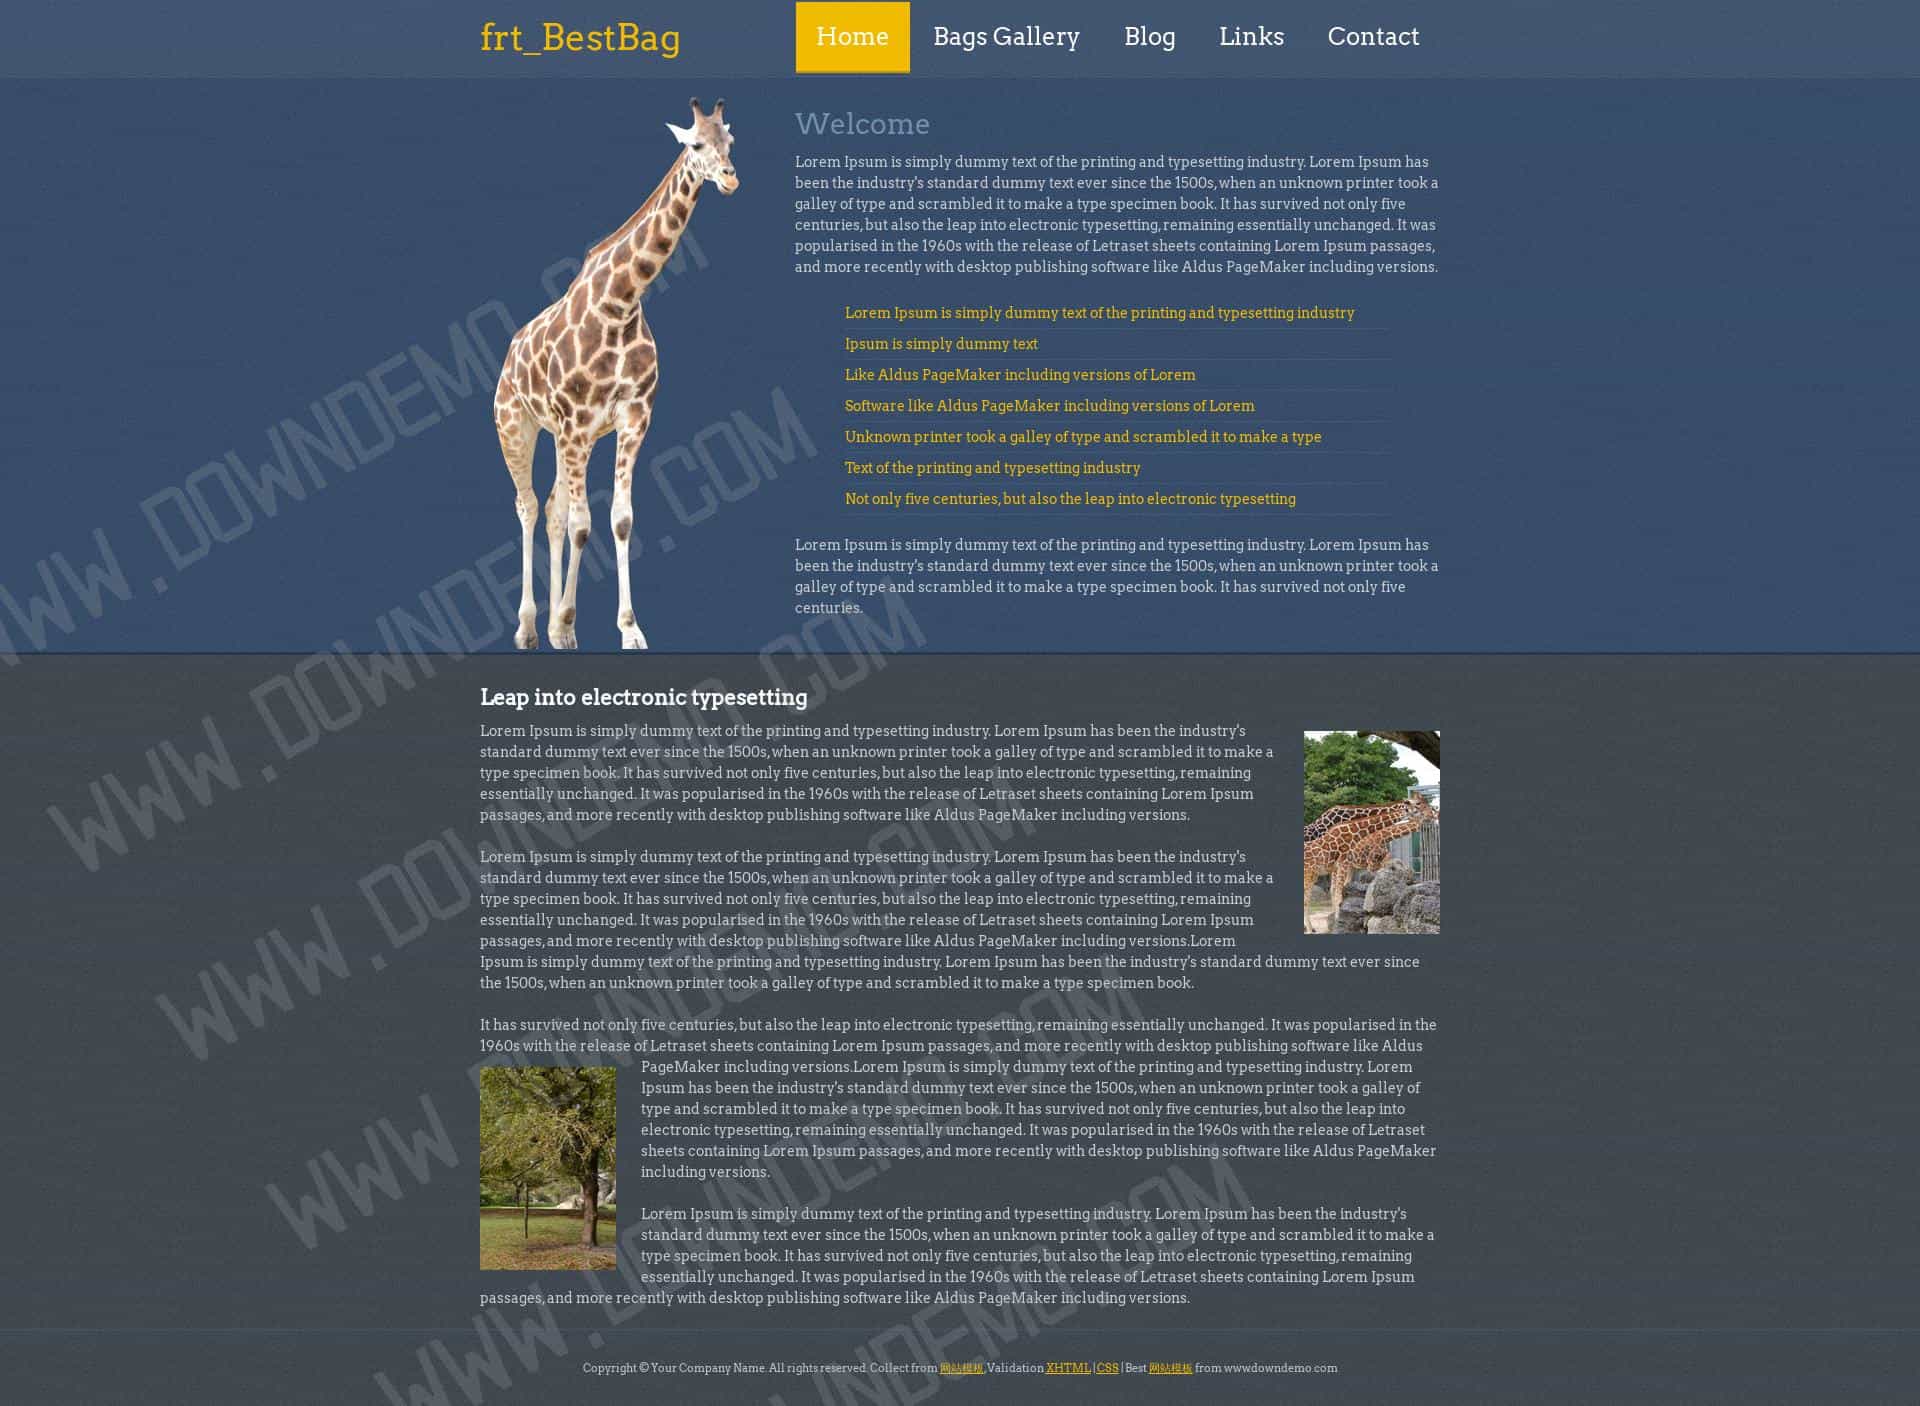 frt_BestBag
Home Bags Gallery Blog Links Contact
Welcome
Lorem Ipsum is simply dummy text of the printing and typesetting industry. Lorem Ipsum has
been the industry's standard dummy text ever since the 1500s, when an unknown printer took a
galley of type and scrambled it to make a type specimen book. It has survived not only five
centuries, but also the leap into electronic typesetting, remaining essentially unchanged. It was
popularised in the 1960s with the release of Letraset sheets containing Lorem Ipsum passages,
and more recently with desktop publishing software like Aldus PageMaker including versions.
Lorem Ipsum is simply dummy text of the printing and typesetting industry
Ipsum is simply dummy text
Like Aldus PageMaker including versions of Lorem
Software like Aldus PageMaker including versions of Lorem
Unknown printer took a galley of type and scrambled it to make a type
Text of the printing and typesetting industry
Not only five centuries, but also the leap into electronic typesetting
Lorem Ipsum is simply dummy text of the printing and typesetting industry. Lorem Ipsum has
been the industry's standard dummy text ever since the 1500s, when an unknown printer took a
galley of type and scrambled it to make a type specimen book. It has survived not only five
centuries.
Leap into electronic typesetting
Lorem Ipsum is simply dummy text of the printing and typesetting industry. Lorem Ipsum has been the industry's
standard dummy text ever since the 1500s, when an unknown printer took a galley of type and scrambled it to make a
type specimen book. It has survived not only five centuries, but also the leap into electronic typesetting, remaining
essentially unchanged. It was popularised in the 1960s with the release of Letraset sheets containing Lorem Ipsum
passages, and more recently with desktop publishing software like Aldus PageMaker including versions.
Lorem Ipsum is simply dummy text of the printing and typesetting industry. Lorem Ipsum has been the industry's
standard dummy text ever since the 1500s, when an unknown printer took a galley of type and scrambled it to make a
type specimen book. It has survived not only five centuries, but also the leap into electronic typesetting, remaining
essentially unchanged. It was popularised in the 1960s with the release of Letraset sheets containing Lorem Ipsum
passages, and more recently with desktop publishing software like Aldus PageMaker including versions.Lorem
Ipsum is simply dummy text of the printing and typesetting industry. Lorem Ipsum has been the industry's standard dummy text ever since
the 1500s, when an unknown printer took a galley of type and scrambled it to make a type specimen book.
It has survived not only five centuries, but also the leap into electronic typesetting, remaining essentially unchanged. It was popularised in the
1960s with the release of Letraset sheets containing Lorem Ipsum passages, and more recently with desktop publishing software like Aldus
PageMaker including versions.Lorem Ipsum is simply dummy text of the printing and typesetting industry. Lorem
Ipsum has been the industry's standard dummy text ever since the 1500s, when an unknown printer took a galley of
type and scrambled it to make a type specimen book. It has survived not only five centuries, but also the leap into
electronic typesetting, remaining essentially unchanged. It was popularised in the 1960s with the release of Letraset
sheets containing Lorem Ipsum passages, and more recently with desktop publishing software like Aldus PageMaker
including versions.
Lorem Ipsum is simply dummy text of the printing and typesetting industry. Lorem Ipsum has been the industry's
standard dummy text ever since the 1500s, when an unknown printer took a galley of type and scrambled it to make a
type specimen book. It has survived not only five centuries, but also the leap into electronic typesetting, remaining
essentially unchanged. It was popularised in the 1960s with the release of Letraset sheets containing Lorem Ipsum
passages, and more recently with desktop publishing software like Aldus PageMaker including versions.
Copyright © Your Company Name. All rights reserved. Collect from 网站模板, Validation XHTML | CSS | Best 网站模板 from www.downdemo.com
WWW.DOWNDEMO.COM
WWW.DOWNDEMO.COM
WWW.DOWNDEMO.COM
WWW.DOWNDEMO.COM
WWW.DOWNDEMO.COM
WNDEMO.COM